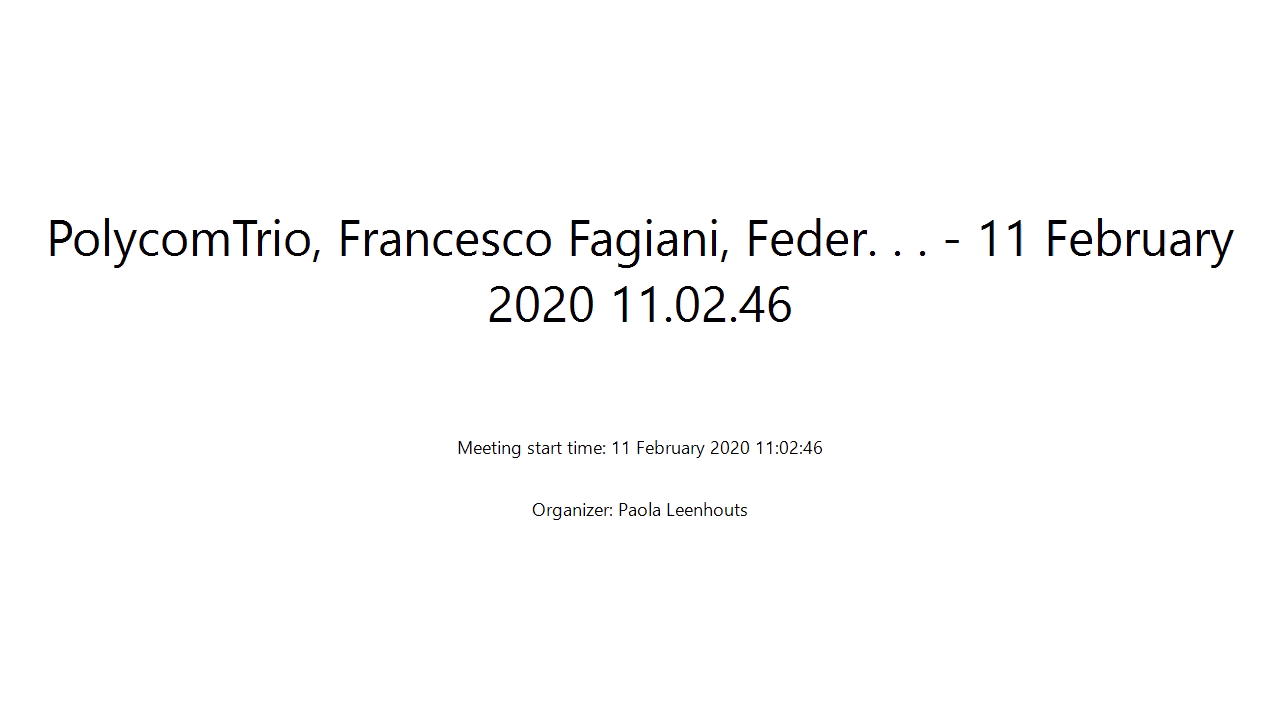 PolycomTrio, Francesco Fagiani, Feder. . . - 11 February
2020 11.02.46
Meeting start time: 11 February 2020 11:02:46
Organizer: Paola Leenhouts